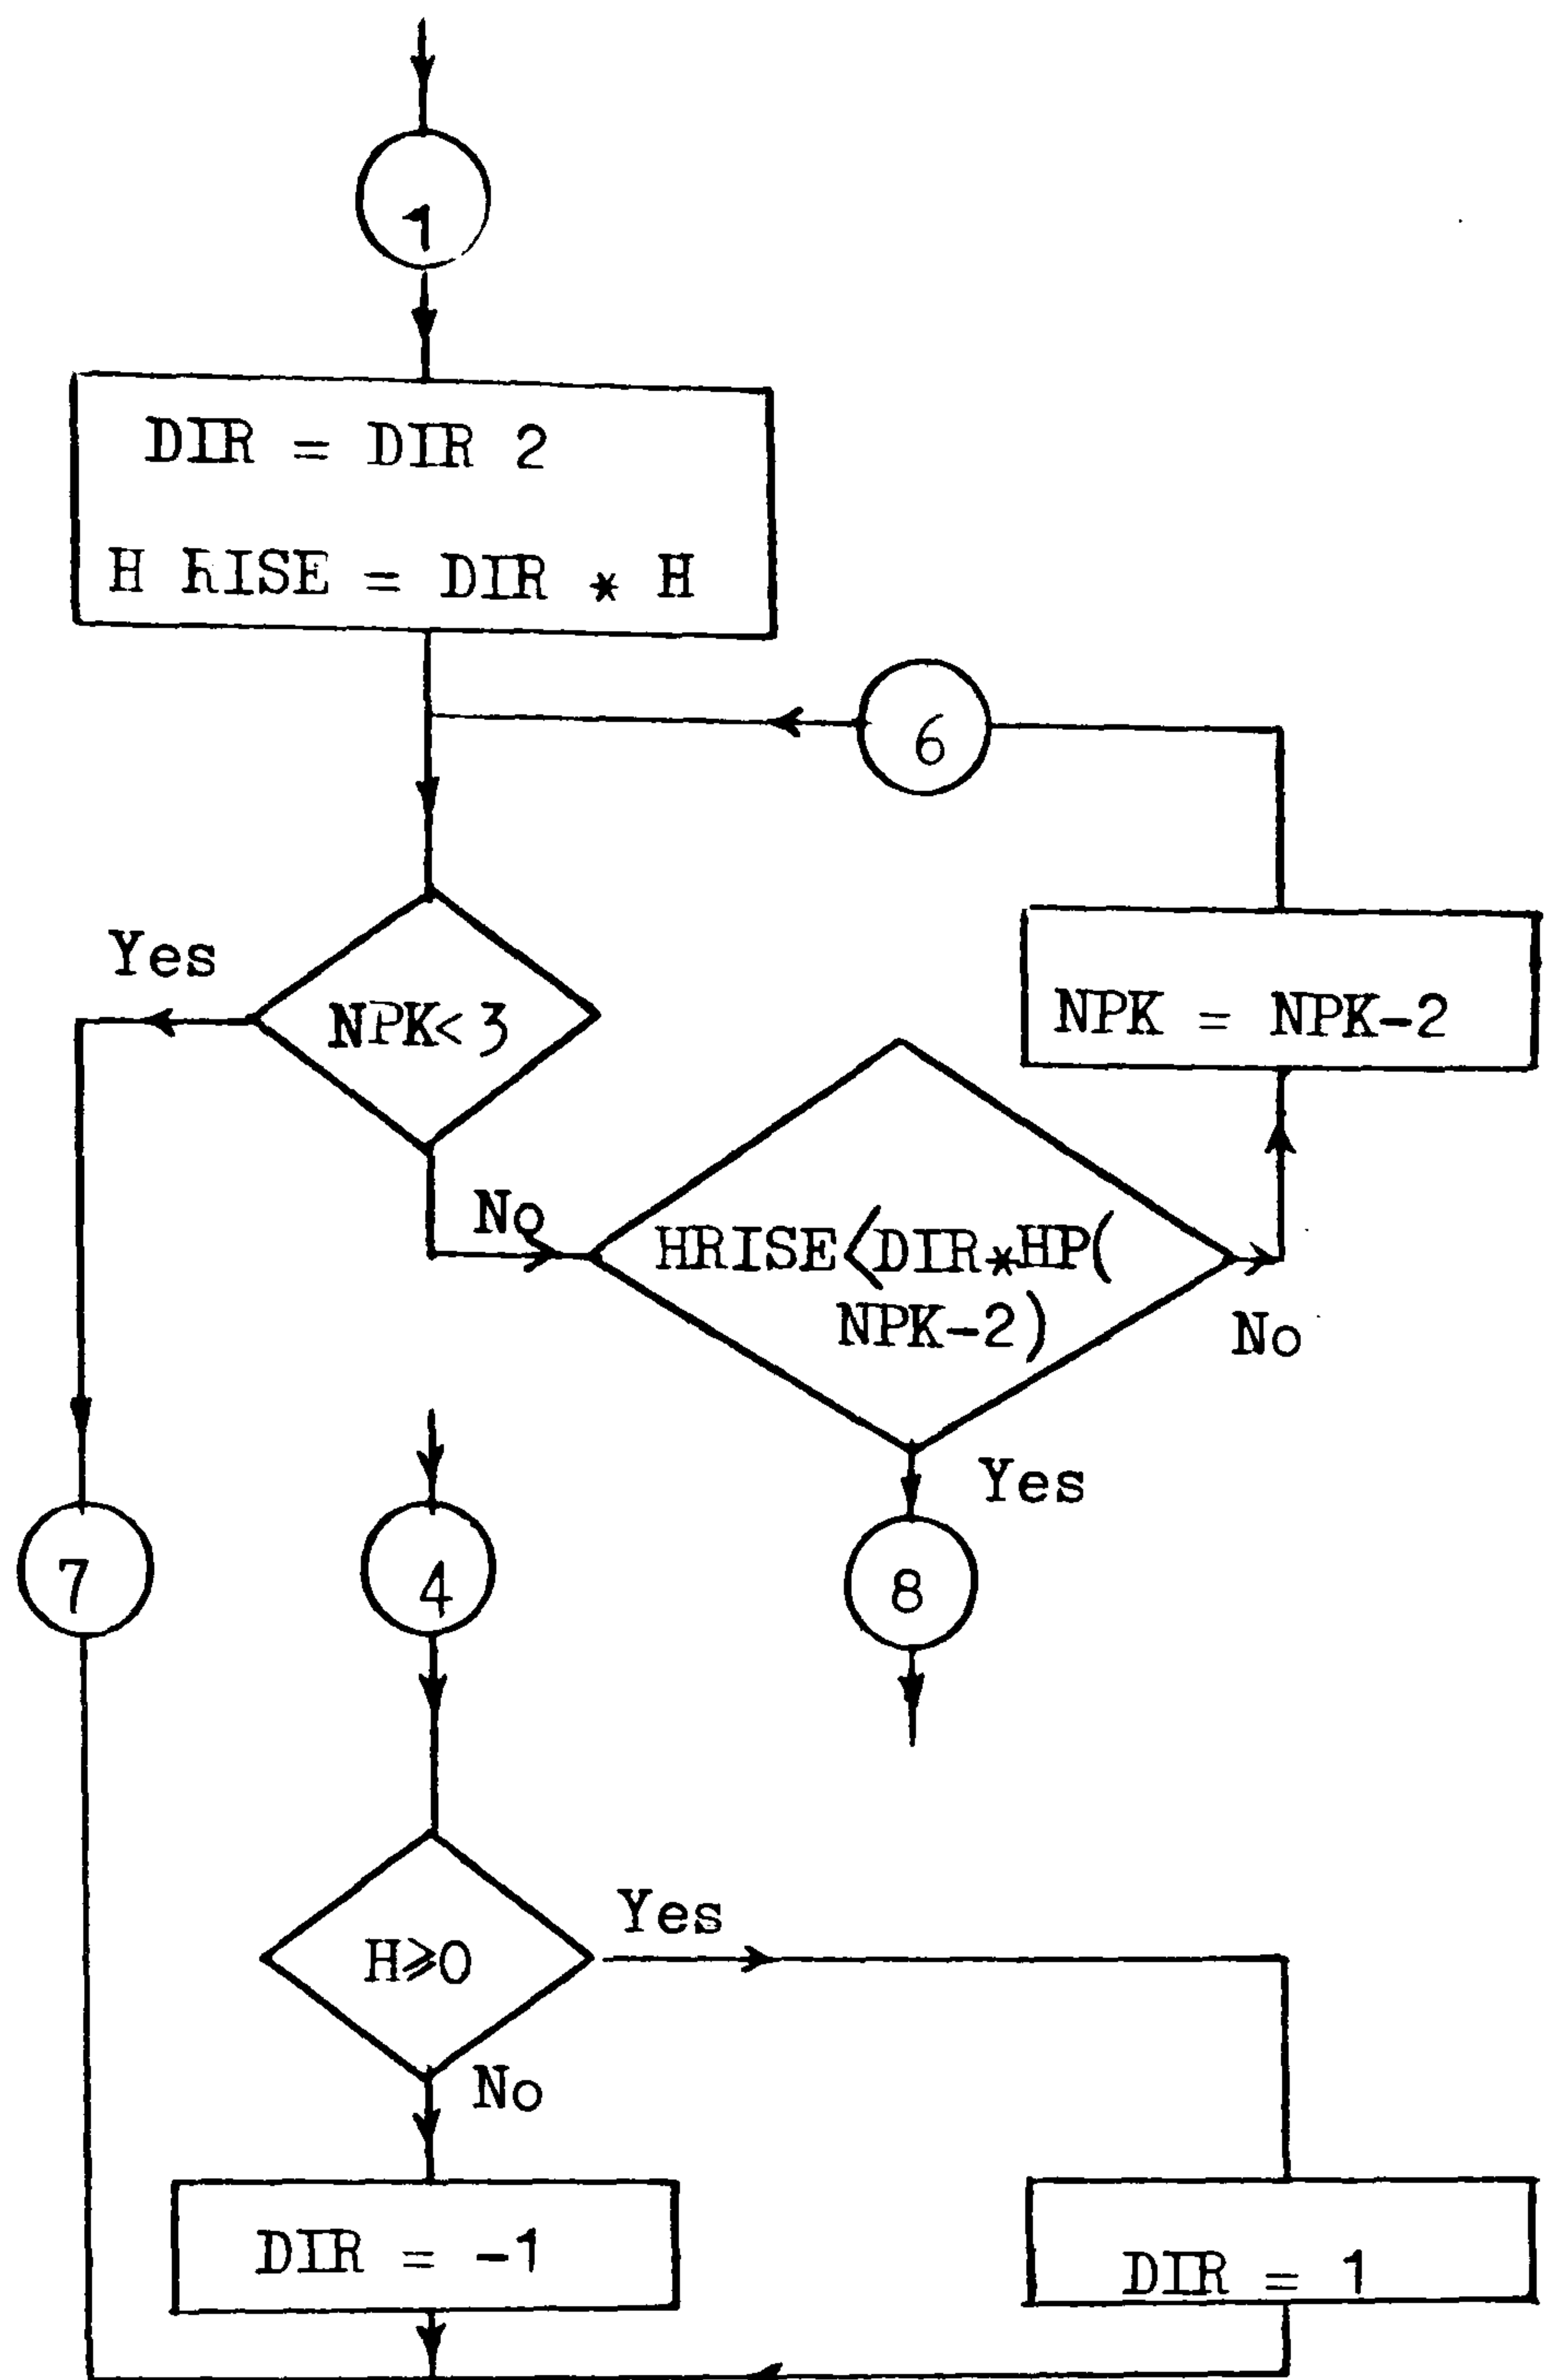 1
DIR = DIR 2
H RISE = DIR * H
6
Yes
NPK<3
NPK = NPK-2
No
HRISE<DIR*HP(
NPK-2)
No
Yes
7
4
8
Yes
H⩾0
No
DIR = -1
DIR = 1